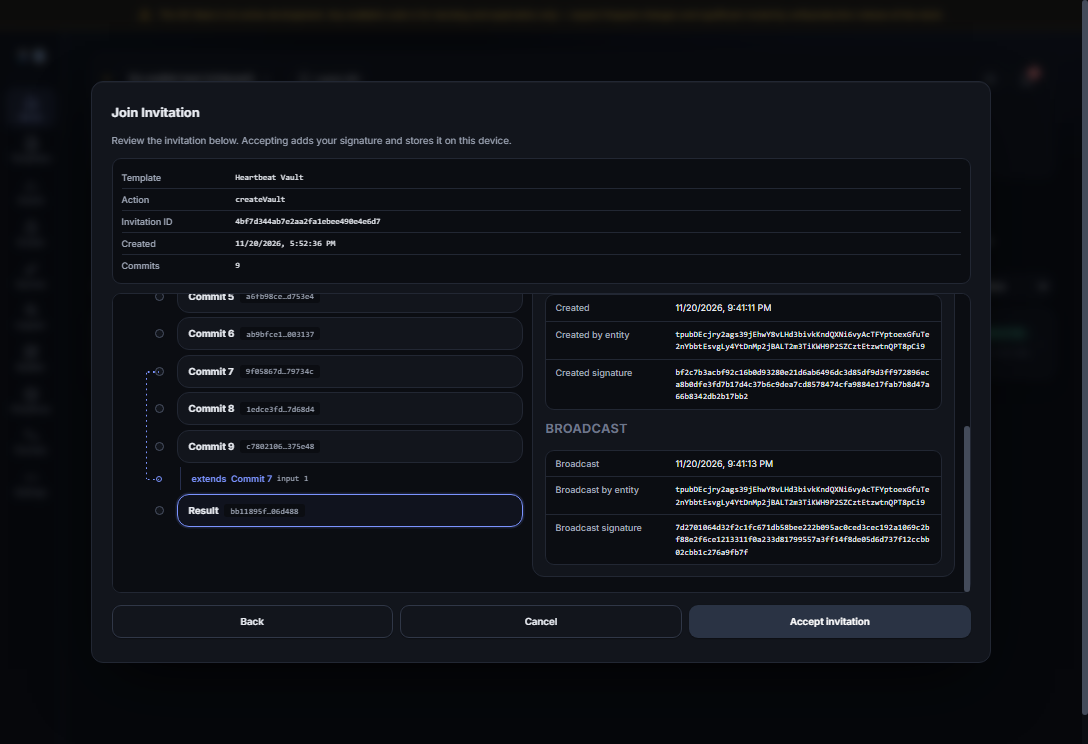 Join Invitation
Review the invitation below. Accepting adds your signature and stores it on this device.
Template Heartbeat Vault
Action createVault
Invitation ID 4bf7d344ab7e2aa2fa1ebee490e4e6d7
Created 11/20/2026, 5:52:36 PM
Commits 9
Commit 5 a6fb98ce…d753e4
Commit 6 ab9bfce1…003137
Commit 7 9f05867d…79734c
Commit 8 1edce3fd…7d68d4
Commit 9 c7802106…375e48
extends Commit 7 input 1
Result bb11895f…06d488
Created 11/20/2026, 9:41:11 PM
Created by entity tpubDEcjry2ags39jEhwY8vLHd3bivkKndQXNi6vyAcTFYptoexGfuTe
2nYbbtEsvgLy4YtDnMp2jBALT2m3TiKWH9P2SZCztEtzwtnQPT8pCi9
Created signature bf2c7b3acbf92c16b0d93280e21d6ab6496dc3d85df9d3ff972896ec
a8b0dfe3fd7b17d4c37b6c9dea7cd8578474cfa9884e17fab7b8d47a
66b8342db2b17bb2
BROADCAST
Broadcast 11/20/2026, 9:41:13 PM
Broadcast by entity tpubDEcjry2ags39jEhwY8vLHd3bivkKndQXNi6vyAcTFYptoexGfuTe
2nYbbtEsvgLy4YtDnMp2jBALT2m3TiKWH9P2SZCztEtzwtnQPT8pCi9
Broadcast signature 7d2701064d32f2c1fc671db58bee222b095ac0ced3cec192a1069c2b
f88e2f6ce1213311f0a233d81799557a3ff14f8de05d6d737f12ccbb
02cbb1c276a9fb7f
Back
Cancel
Accept invitation